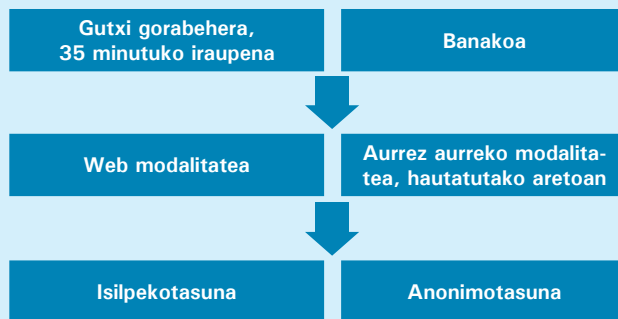 Gutxi gorabehera,
35 minutuko iraupena
Banakoa
Web modalitatea
Aurrez aurreko modalita-
tea, hautatutako aretoan
Isilpekotasuna
Anonimotasuna